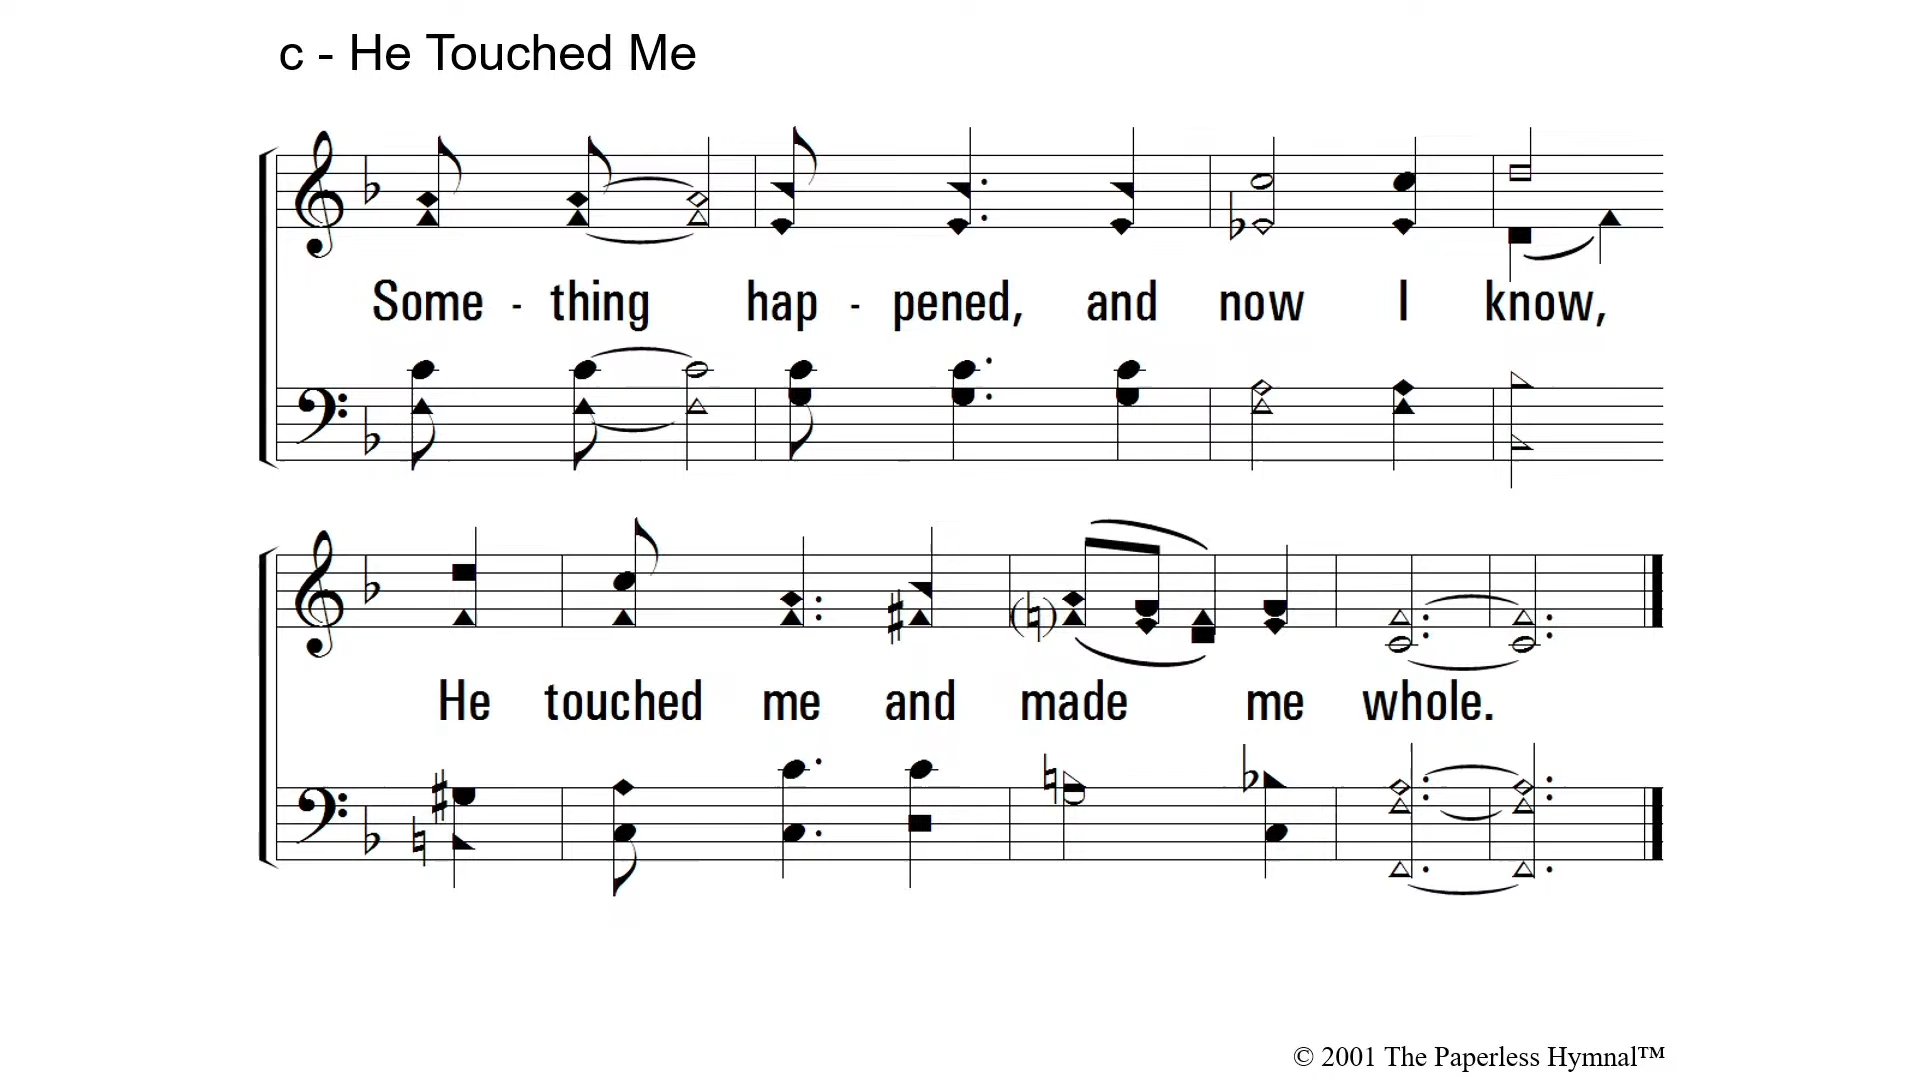 c - He Touched Me
Some - thing hap - pened, and now I know,
He touched me and made me whole.
© 2001 The Paperless Hymnal™